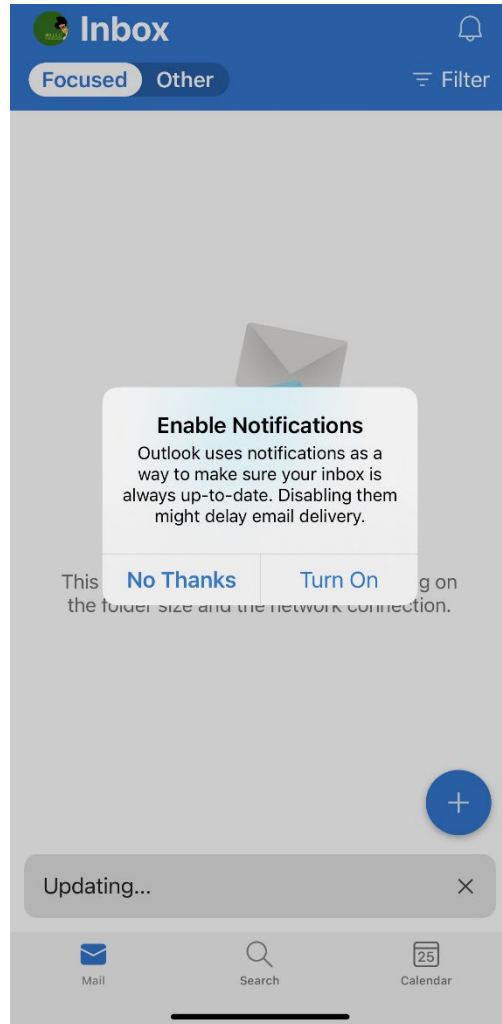 Inbox
Focused Other Filter
Enable Notifications
Outlook uses notifications as a
way to make sure your inbox is
always up-to-date. Disabling them
might delay email delivery.
No Thanks Turn On
This g on
the folder size and the network connection.
Updating...
25
Mail Search Calendar